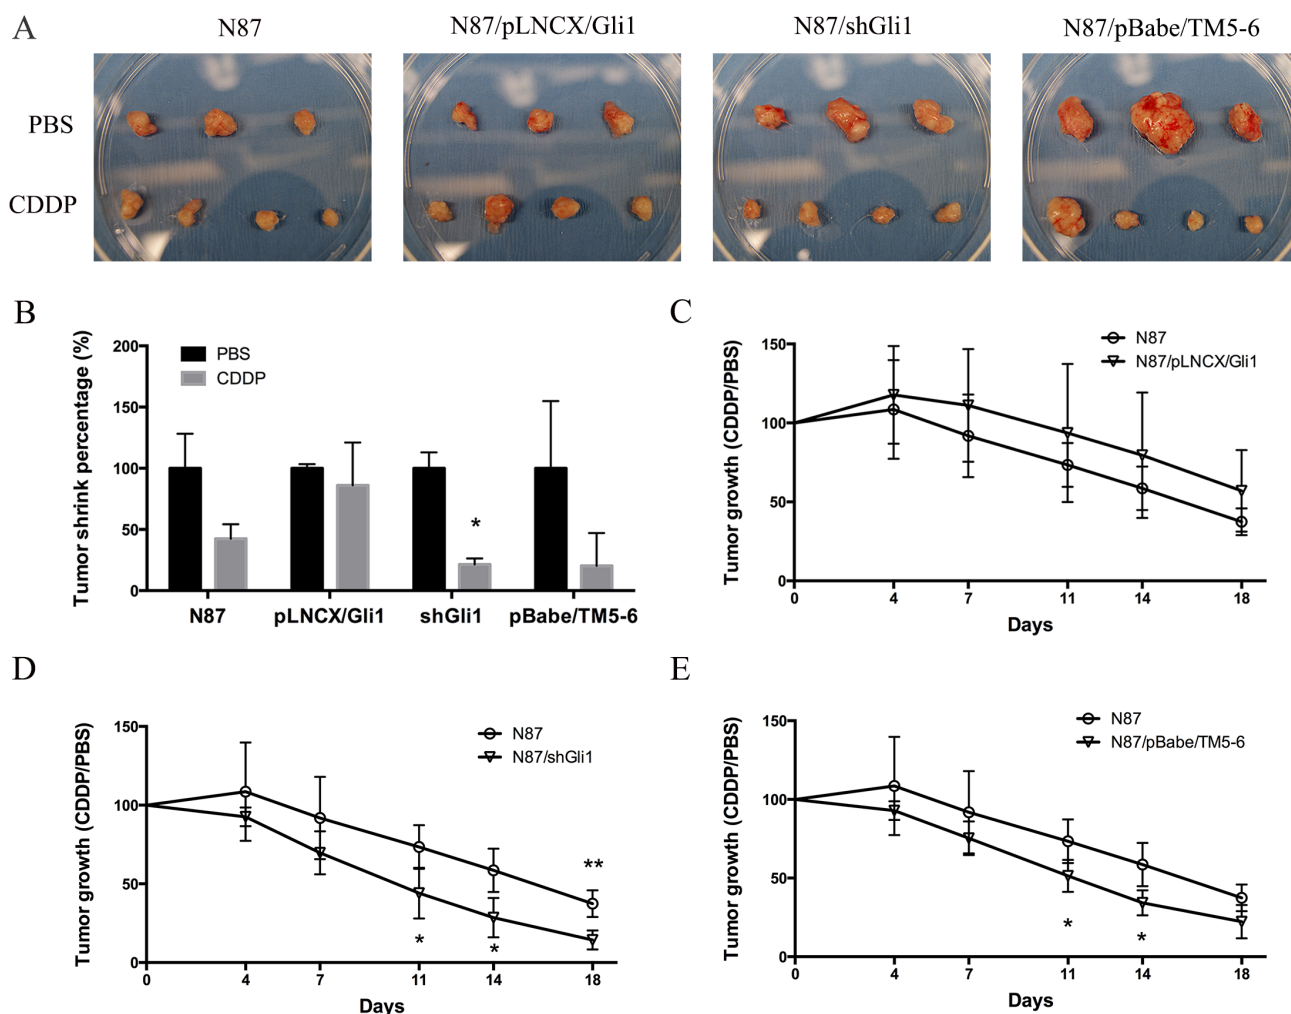 A
N87
N87/pLNCX/Gli1
N87/shGli1
N87/pBabe/TM5-6
PBS
CDDP
B
Tumor shrink percentage (%)
200
150
100
50
0
PBS
CDDP
*
N87
pLNCX/Gli1
shGli1
pBabe/TM5-6
C
Tumor growth (CDDP/PBS)
150
100
50
0
N87
N87/pLNCX/Gli1
0 4 7 11 14 18
Days
D
Tumor growth (CDDP/PBS)
150
100
50
0
N87
N87/shGli1
**
*
*
0 4 7 11 14 18
Days
E
Tumor growth (CDDP/PBS)
150
100
50
0
N87
N87/pBabe/TM5-6
*
*
0 4 7 11 14 18
Days